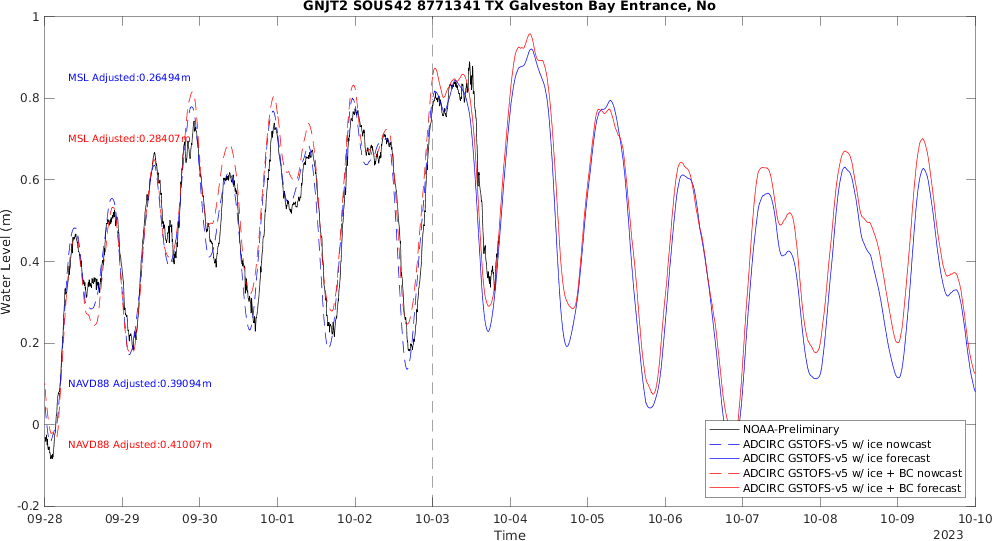 GNJT2 SOUS42 8771341 TX Galveston Bay Entrance, No
1
0.8
0.6
0.4
0.2
0
-0.2
Water Level (m)
MSL Adjusted:0.26494m
MSL Adjusted:0.28407m
NAVD88 Adjusted:0.39094m
NAVD88 Adjusted:0.41007m
NOAA-Preliminary
ADCIRC GSTOFS-v5 w/ ice nowcast
ADCIRC GSTOFS-v5 w/ ice forecast
ADCIRC GSTOFS-v5 w/ ice + BC nowcast
ADCIRC GSTOFS-v5 w/ ice + BC forecast
09-28 09-29 09-30 10-01 10-02 10-03 10-04 10-05 10-06 10-07 10-08 10-09 10-10
Time
2023